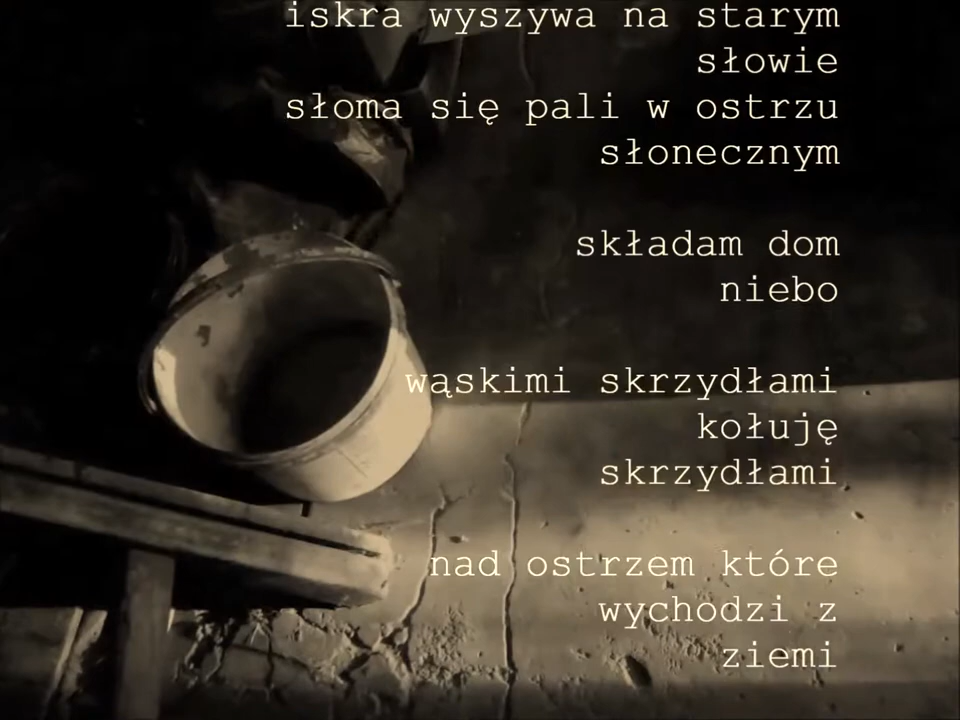 iskra wyszywa na starym
słowie
słoma się pali w ostrzu
słonecznym
składam dom
niebo
wąskimi skrzydłami
kołuję
skrzydłami
nad ostrzem które
wychodzi z
ziemi